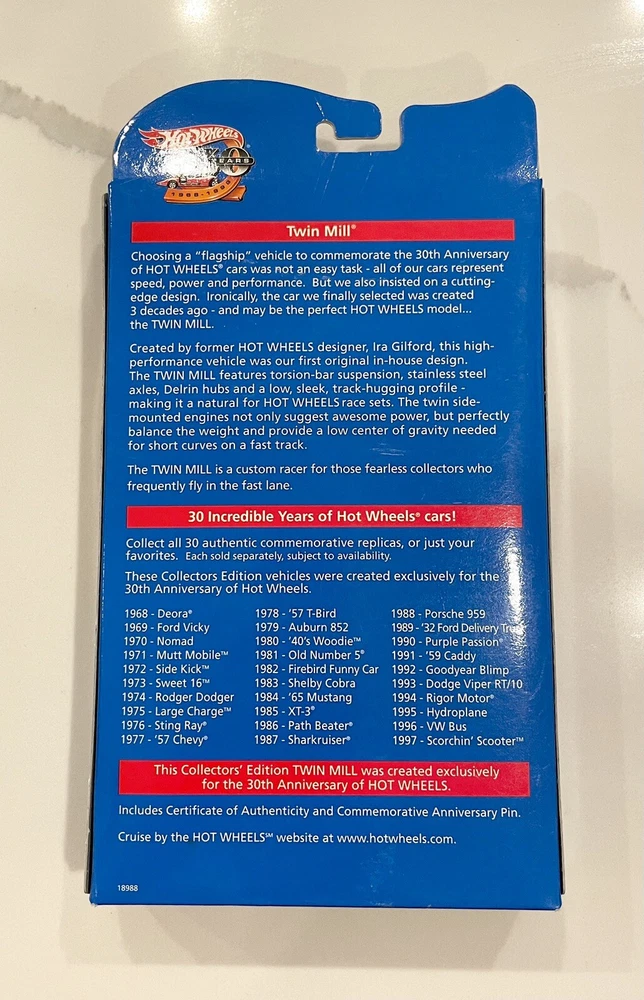 Hot Wheels
YEARS
1968-1998
Twin Mill®
Choosing a "flagship" vehicle to commemorate the 30th Anniversary
of HOT WHEELS® cars was not an easy task - all of our cars represent
speed, power and performance. But we also insisted on a cutting-
edge design. Ironically, the car we finally selected was created
3 decades ago - and may be the perfect HOT WHEELS model...
the TWIN MILL.
Created by former HOT WHEELS designer, Ira Gilford, this high-
performance vehicle was our first original in-house design.
The TWIN MILL features torsion-bar suspension, stainless steel
axles, Delrin hubs and a low, sleek, track-hugging profile -
making it a natural for HOT WHEELS race sets. The twin side-
mounted engines not only suggest awesome power, but perfectly
balance the weight and provide a low center of gravity needed
for short curves on a fast track.
The TWIN MILL is a custom racer for those fearless collectors who
frequently fly in the fast lane.
30 Incredible Years of Hot Wheels® cars!
Collect all 30 authentic commemorative replicas, or just your
favorites. Each sold separately, subject to availability.
These Collectors Edition vehicles were created exclusively for the
30th Anniversary of Hot Wheels.
1968 - Deora®
1969 - Ford Vicky
1970 - Nomad
1971 - Mutt Mobile™
1972 - Side Kick™
1973 - Sweet 16™
1974 - Rodger Dodger
1975 - Large Charge™
1976 - Sting Ray®
1977 - '57 Chevy®
1978 - '57 T-Bird
1979 - Auburn 852
1980 - '40's Woodie™
1981 - Old Number 5®
1982 - Firebird Funny Car
1983 - Shelby Cobra
1984 - '65 Mustang
1985 - XT-3®
1986 - Path Beater®
1987 - Sharkruiser®
1988 - Porsche 959
1989 - '32 Ford Delivery Truck
1990 - Purple Passion®
1991 - '59 Caddy
1992 - Goodyear Blimp
1993 - Dodge Viper RT/10
1994 - Rigor Motor®
1995 - Hydroplane
1996 - VW Bus
1997 - Scorchin' Scooter™
This Collectors' Edition TWIN MILL was created exclusively
for the 30th Anniversary of HOT WHEELS.
Includes Certificate of Authenticity and Commemorative Anniversary Pin.
Cruise by the HOT WHEELS℠ website at www.hotwheels.com.
18988